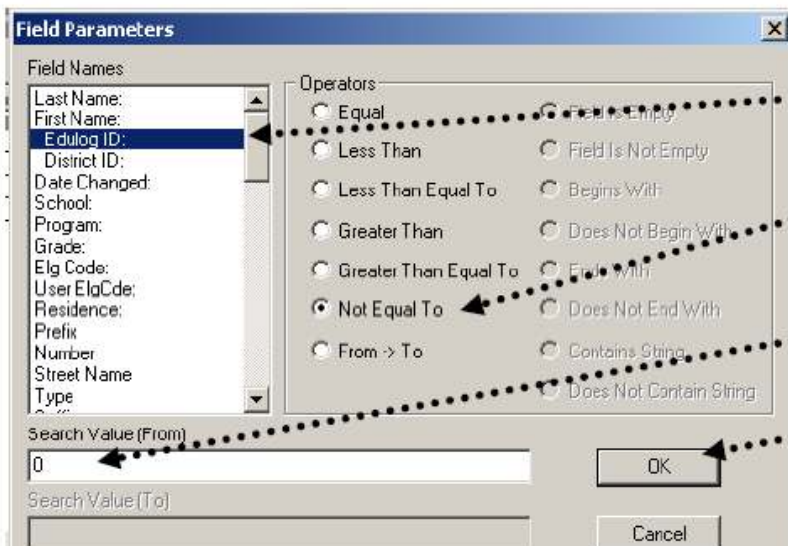 Field Parameters
Field Names
Last Name:
First Name:
Edulog ID:
District ID:
Date Changed:
School:
Program:
Grade:
Elg Code:
User ElgCde:
Residence:
Prefix
Number
Street Name
Type
Operators
Equal
Less Than
Less Than Equal To
Greater Than
Greater Than Equal To
Not Equal To
From -> To
Field Is Empty
Field Is Not Empty
Begins With
Does Not Begin With
Ends With
Does Not End With
Contains String
Does Not Contain String
Search Value (From)
0
OK
Search Value (To)
Cancel